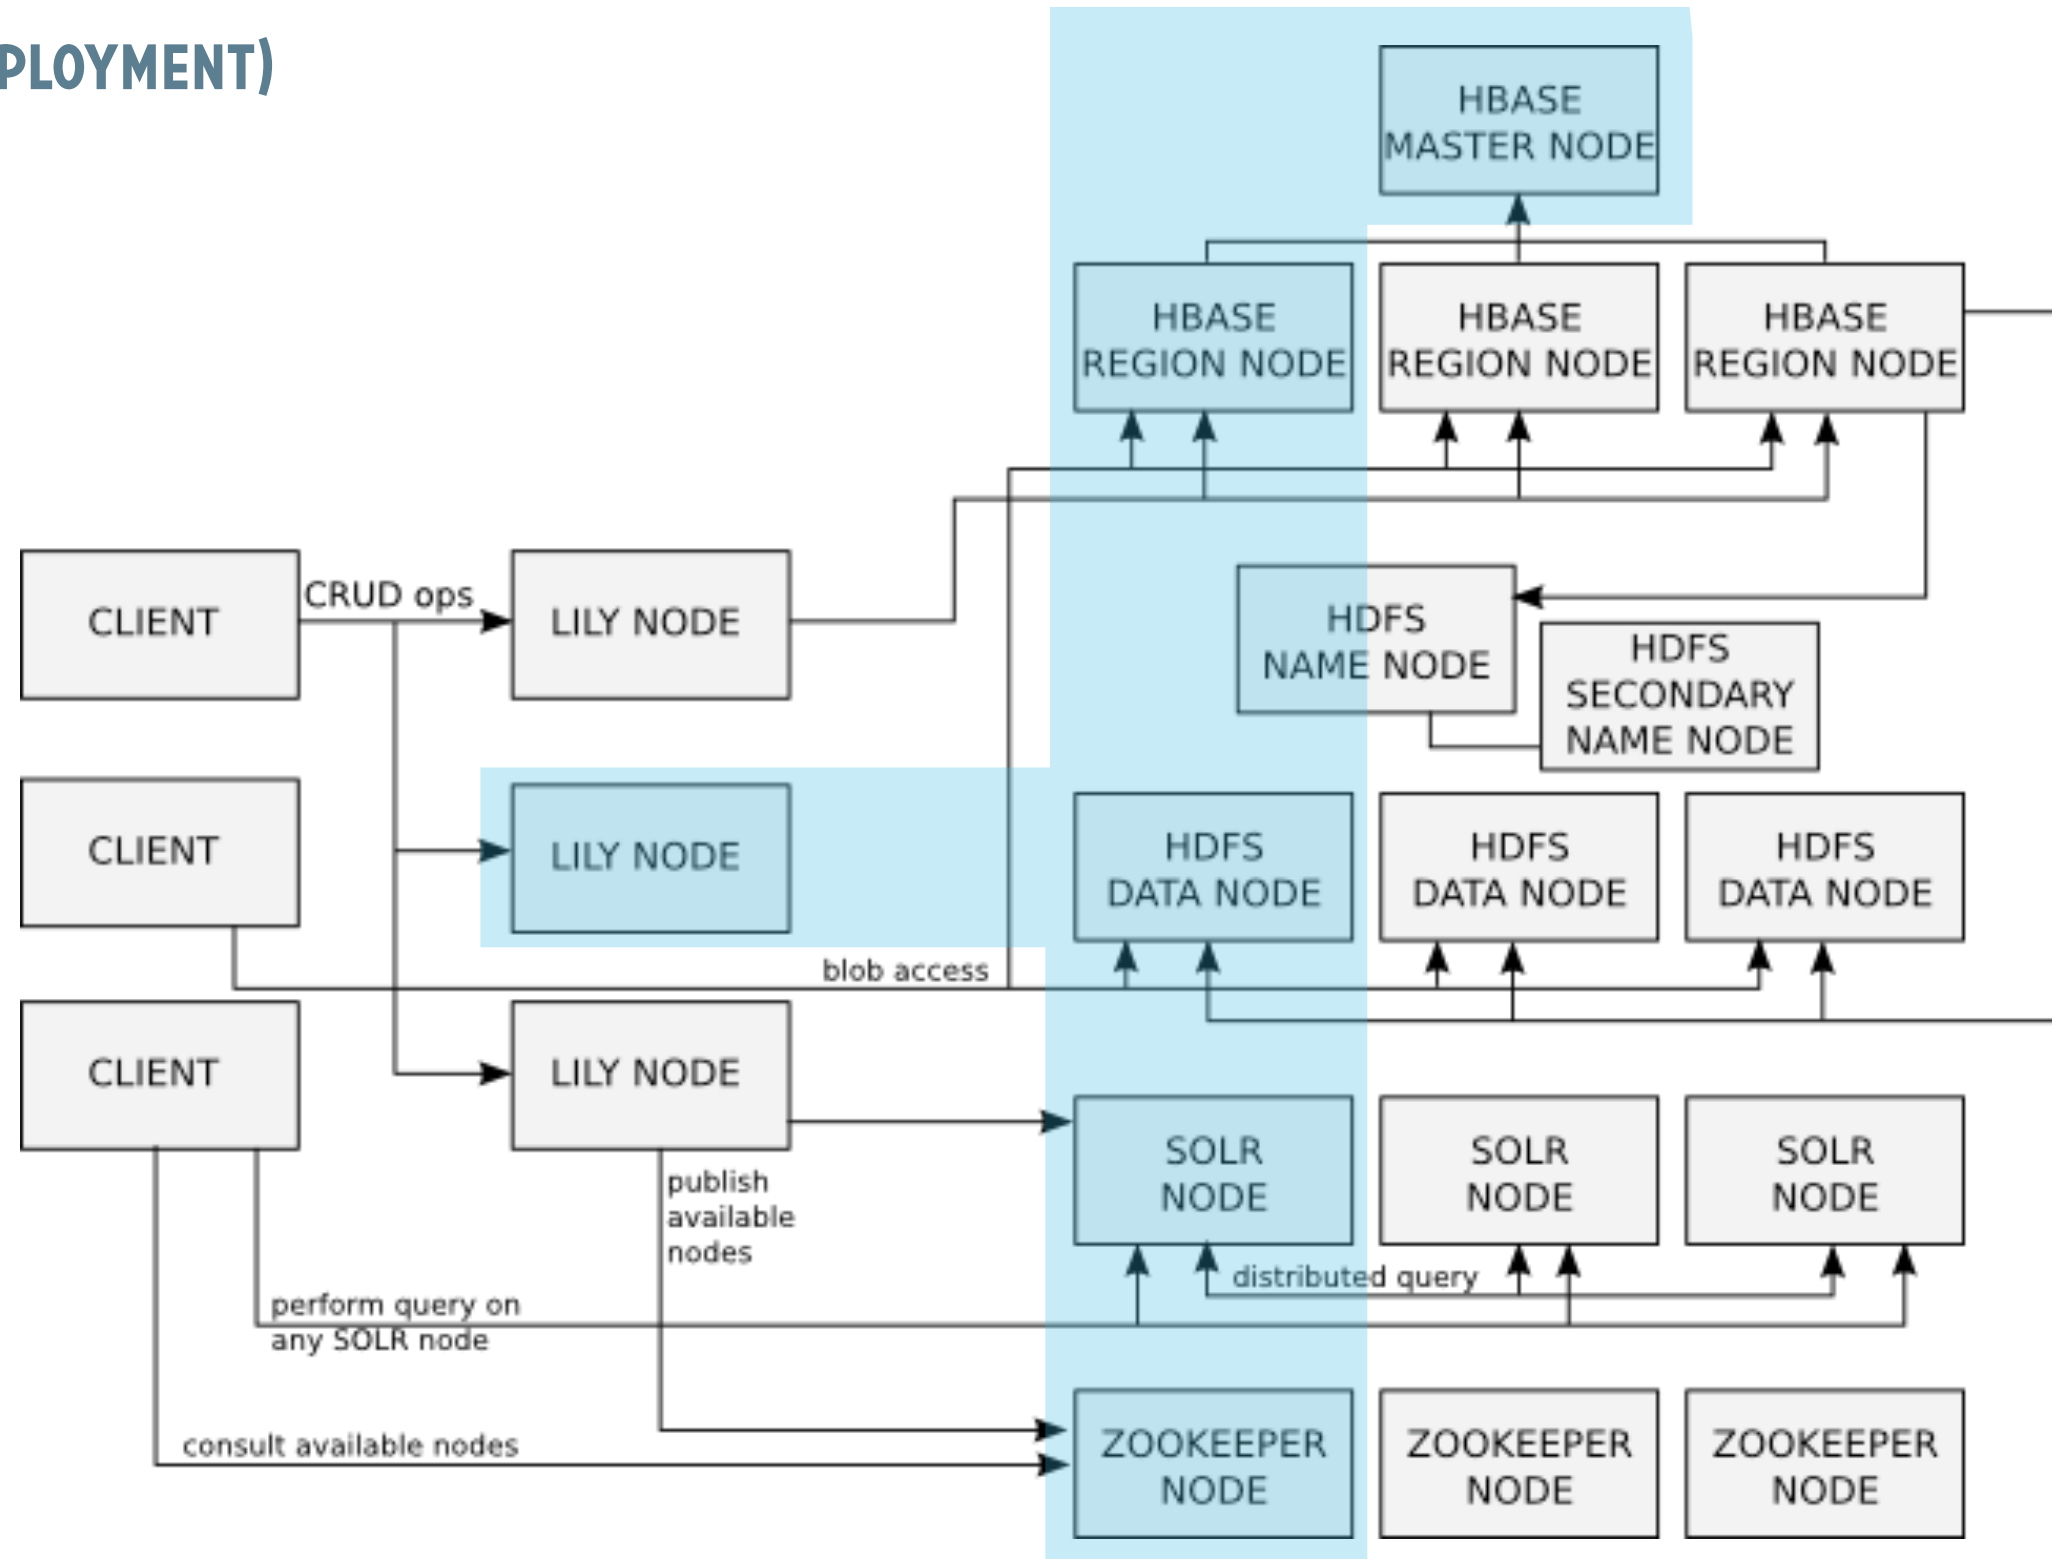 PLOYMENT)
HBASE
MASTER NODE
HBASE
REGION NODE
HBASE
REGION NODE
HBASE
REGION NODE
CLIENT
CRUD ops
LILY NODE
HDFS
NAME NODE
HDFS
SECONDARY
NAME NODE
CLIENT
LILY NODE
HDFS
DATA NODE
HDFS
DATA NODE
HDFS
DATA NODE
blob access
CLIENT
LILY NODE
SOLR
NODE
SOLR
NODE
SOLR
NODE
publish
available
nodes
distributed query
perform query on
any SOLR node
consult available nodes
ZOOKEEPER
NODE
ZOOKEEPER
NODE
ZOOKEEPER
NODE